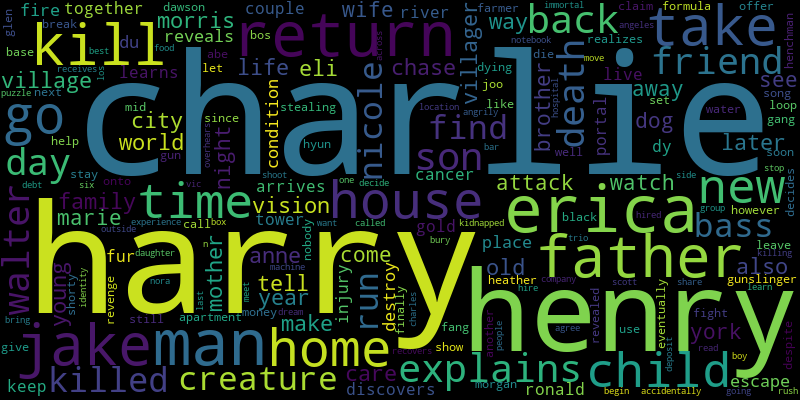 glen
dawson
fire
together
wife
river
couple
farmer
immortal
formula
offer
break
kill
du
morris
return
back
take
claim
angeles
notebook
die
henchman
base
reveals
bos
abe
way
friend
realizes
village
learns
let
life
eli
chase
dying
joo
villager
move
best
food
receives
los
across
puzzle
next
charlie
go
mid
city
since
stealing
condition
nicole
like
find
death
brother
live
away
set
see
song
loop
gang
portal
dog
water
hospital
day
help
world
night
gun
overhears
hyun
son
location
angrily
bar
cancer
well
dy
later
soon
walter
debt
six
stay
onto
time
vision
arrives
house
attack
watch
new
stop
side
decides
family
marie
vic
shoot
one
decide
erica
black
group
killing
however
experience
call
box
tower
want
called
kidnapped
nobody
hired
bass
outside
n
harry
anne
gold
place
father
leave
trio
young
shorty
identity
fur
mother
come
bury
henry
old
also
revenge
daughter
nora
tell
run
destroy
heather
gunslinger
last
meet
machine
injury
finally
charles
company
scott
share
learn
bring
still
apartment
money
dream
year
make
fang
another
people
revealed
use
eventually
fight
york
despite
jake
man
home
show
recovers
hire
agree
deposit
read
boy
give
keep
killed
creature
care
discovers
explains
morgan
ronald
child
begin
accidentally
going
escape
rush